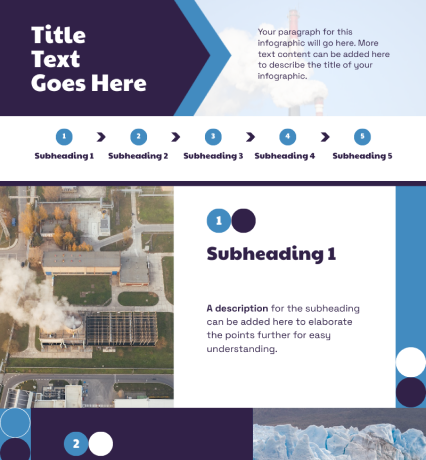 Title
Text
Goes Here
Your paragraph for this
infographic will go here. More
text content can be added here
to describe the title of your
infographic.
1 2 3 4 5
Subheading 1 Subheading 2 Subheading 3 Subheading 4 Subheading 5
1
Subheading 1
A description for the subheading
can be added here to elaborate
the points further for easy
understanding.
2